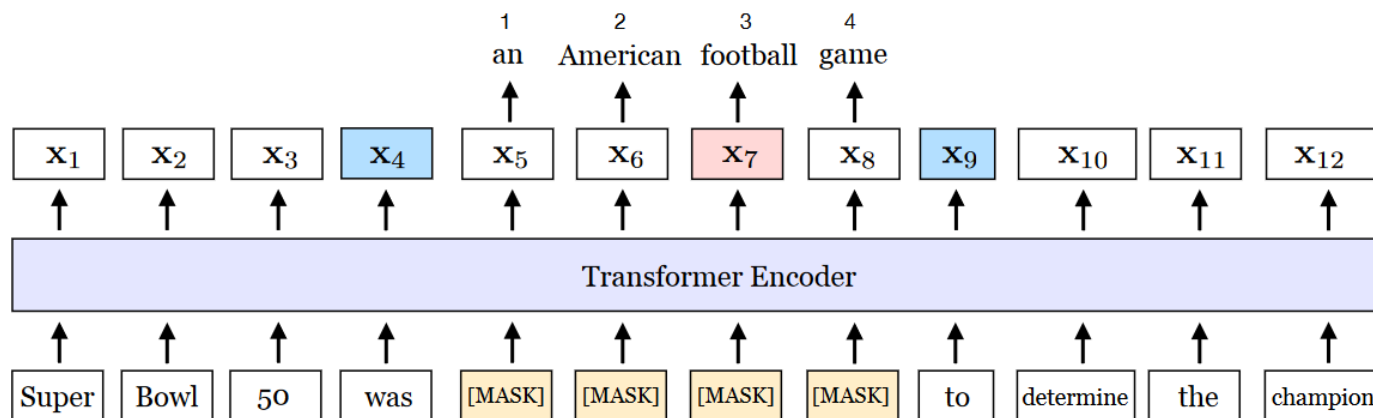 1 2 3 4
an American football game
x₁ x₂ x₃ x₄ x₅ x₆ x₇ x₈ x₉ x₁₀ x₁₁ x₁₂
Transformer Encoder
Super Bowl 50 was [MASK] [MASK] [MASK] [MASK] to determine the champion